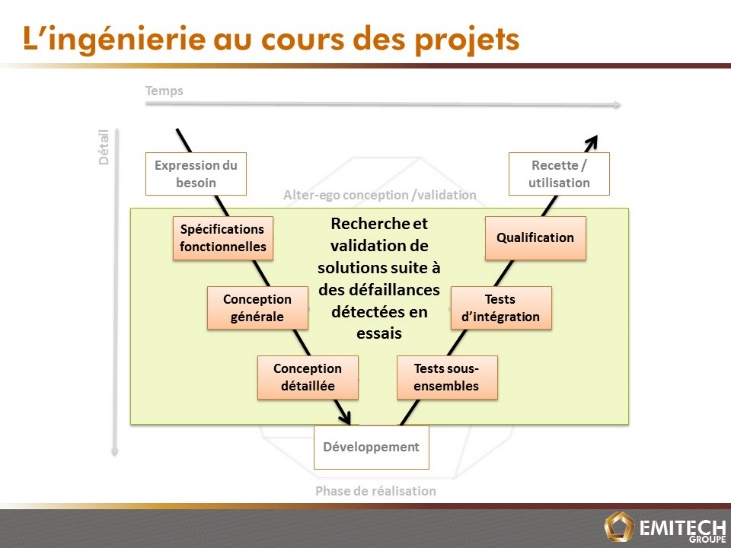 L'ingénierie au cours des projets
Temps
Détail
Expression du
besoin
Recette /
utilisation
Alter-ego conception /validation
Spécifications
fonctionnelles
Recherche et
validation de
solutions suite à
des défaillances
détectées en
essais
Qualification
Conception
générale
Tests
d'intégration
Conception
détaillée
Tests sous-
ensembles
Développement
Phase de réalisation
EMITECH
GROUPE